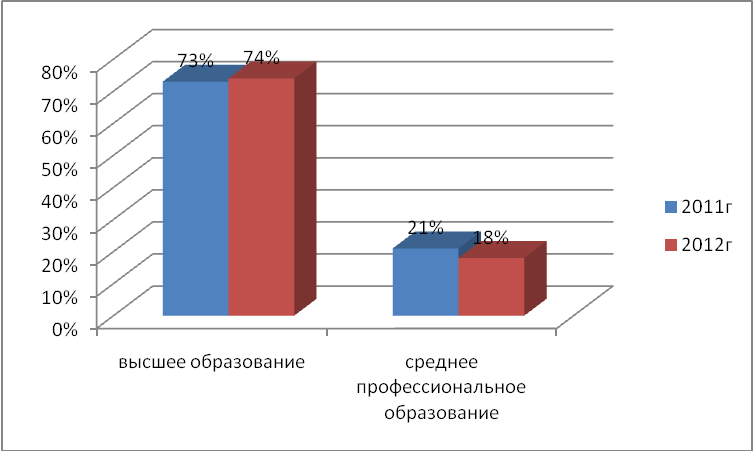 80%
70%
60%
50%
40%
30%
20%
10%
0%
73%
74%
21%
18%
высшее образование
среднее
профессиональное
образование
2011г
2012г